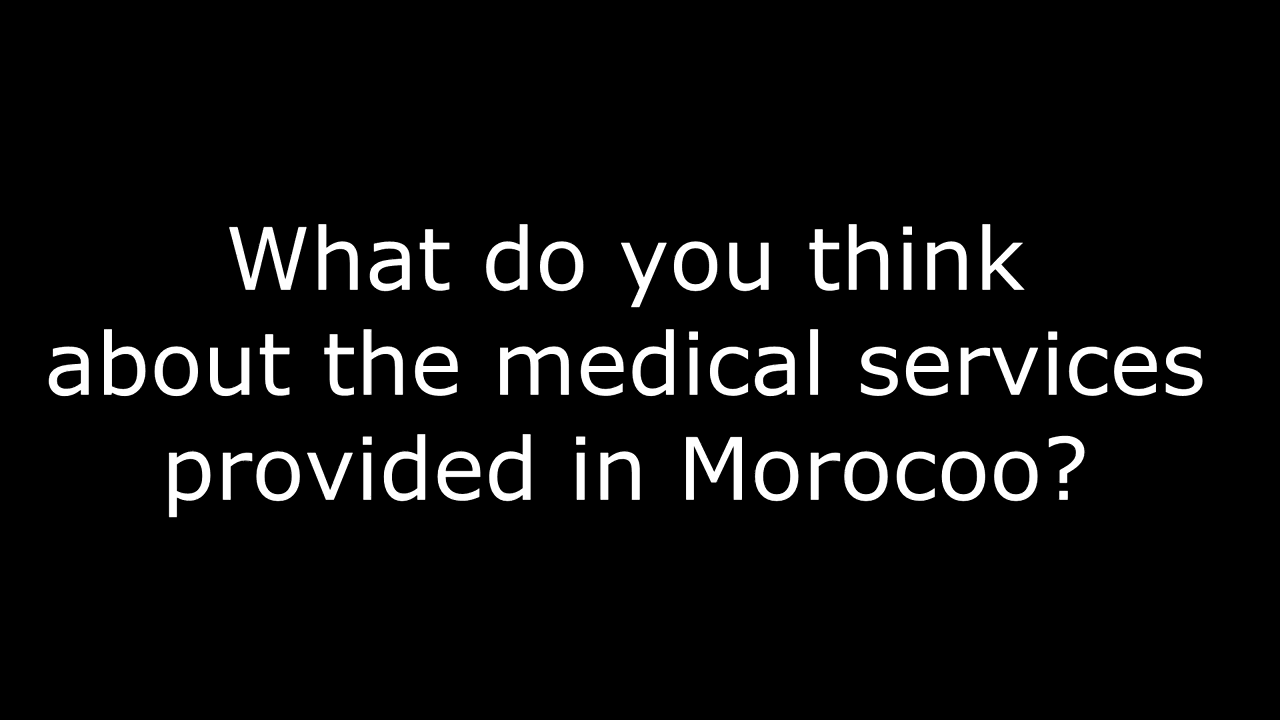 What do you think
about the medical services
provided in Morocoo?